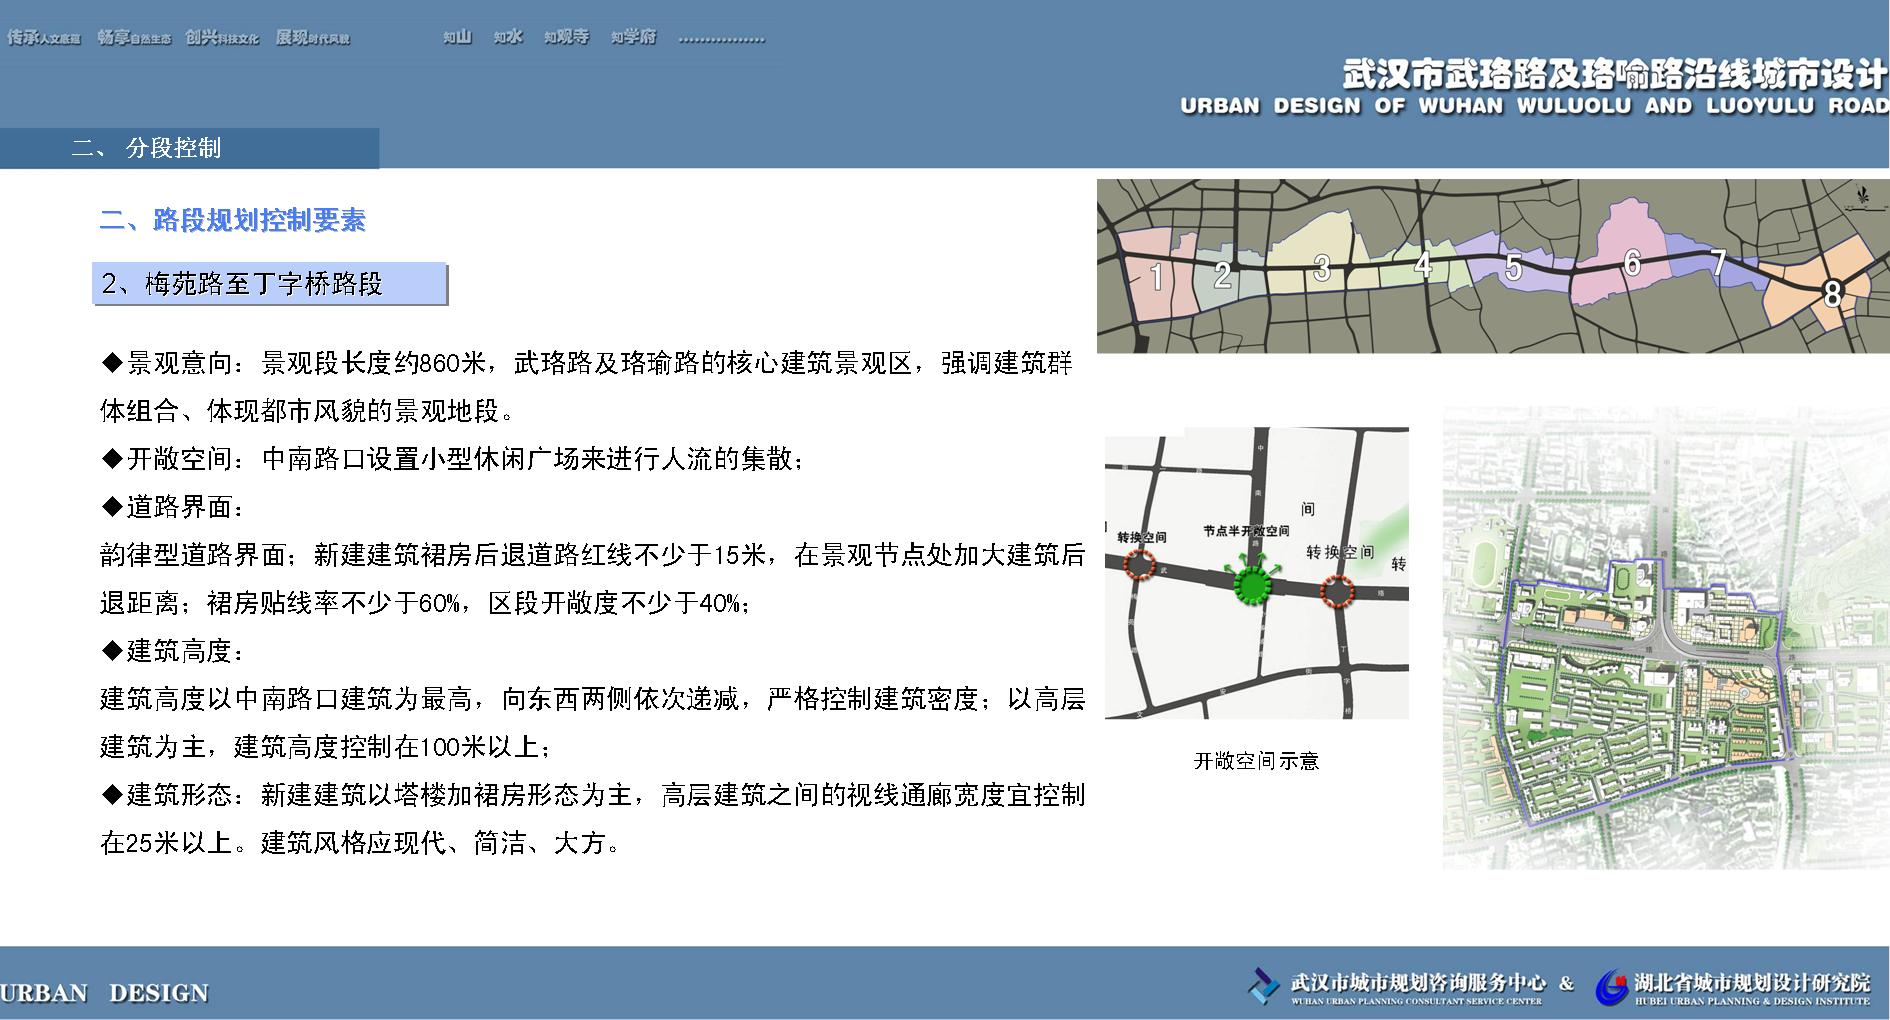 传承人文底蕴 畅享自然生态 创兴科技文化 展现时代风貌 知山 知水 知观寺 知学府 ................
武汉市武珞路及珞喻路沿线城市设计
URBAN DESIGN OF WUHAN WULUOLU AND LUOYULU ROAD
二、 分段控制
二、路段规划控制要素
2、梅苑路至丁字桥路段
◆景观意向：景观段长度约860米，武珞路及珞瑜路的核心建筑景观区，强调建筑群
体组合、体现都市风貌的景观地段。
◆开敞空间：中南路口设置小型休闲广场来进行人流的集散；
◆道路界面：
韵律型道路界面；新建建筑裙房后退道路红线不少于15米，在景观节点处加大建筑后
退距离；裙房贴线率不少于60%，区段开敞度不少于40%；
◆建筑高度：
建筑高度以中南路口建筑为最高，向东西两侧依次递减，严格控制建筑密度；以高层
建筑为主，建筑高度控制在100米以上；
◆建筑形态：新建建筑以塔楼加裙房形态为主，高层建筑之间的视线通廊宽度宜控制
在25米以上。建筑风格应现代、简洁、大方。
1 2 3 4 5 6 7 8
中
南
路
间
转换空间
节点半开敞空间
转换空间
转
武
珞
丁
字
桥
街
安
文
开敞空间示意
URBAN DESIGN
武汉市城市规划咨询服务中心 & 湖北省城市规划设计研究院
WUHAN URBAN PLANNING CONSULTANT SERVICE CENTER
HUBEI URBAN PLANNING & DESIGN INSTITUTE